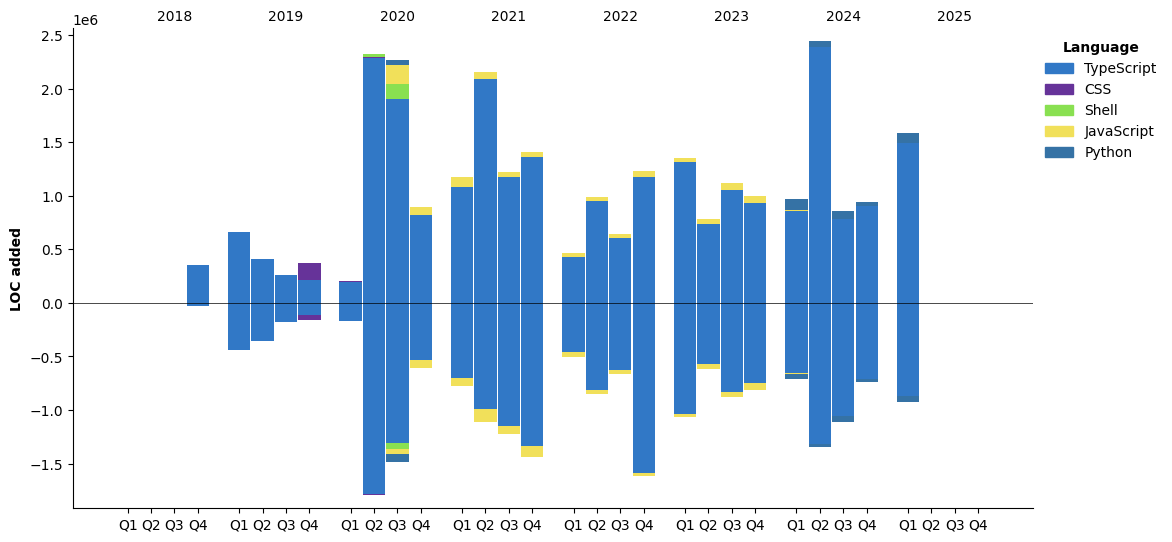 2018 2019 2020 2021 2022 2023 2024 2025
1e6
Language
TypeScript
CSS
Shell
JavaScript
Python
LOC added
2.5
2.0
1.5
1.0
0.5
0.0
−0.5
−1.0
−1.5
Q1 Q2 Q3 Q4 Q1 Q2 Q3 Q4 Q1 Q2 Q3 Q4 Q1 Q2 Q3 Q4 Q1 Q2 Q3 Q4 Q1 Q2 Q3 Q4 Q1 Q2 Q3 Q4 Q1 Q2 Q3 Q4